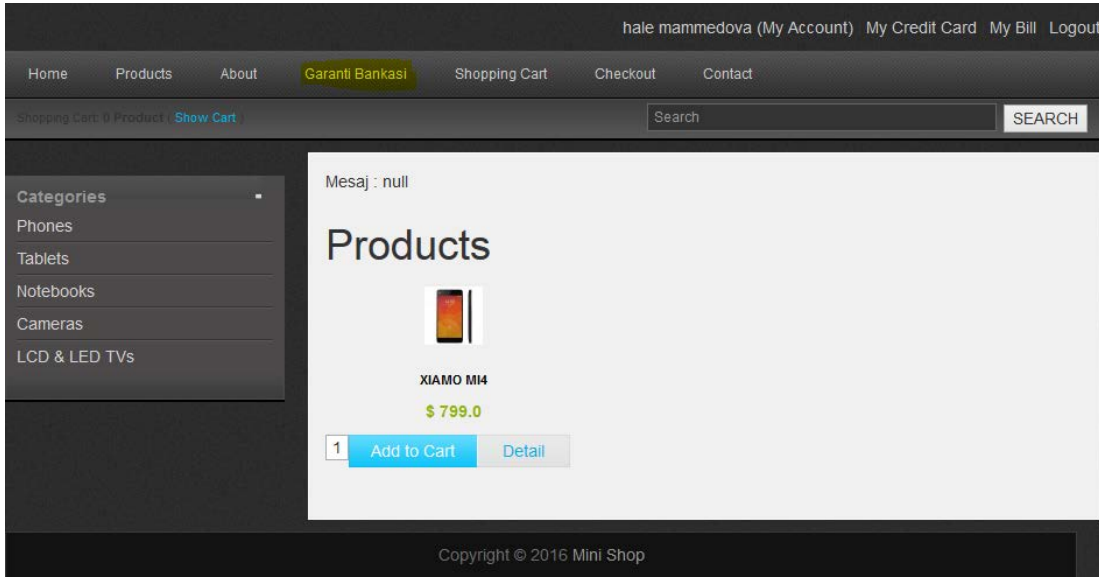 hale mammedova (My Account) My Credit Card My Bill Logout
Home Products About Garanti Bankasi Shopping Cart Checkout Contact
Shopping Cart: 0 Product ( Show Cart )
Search SEARCH
Categories -
Phones
Tablets
Notebooks
Cameras
LCD & LED TVs
Mesaj : null
Products
XIAMO MI4
$ 799.0
1 Add to Cart Detail
Copyright © 2016 Mini Shop